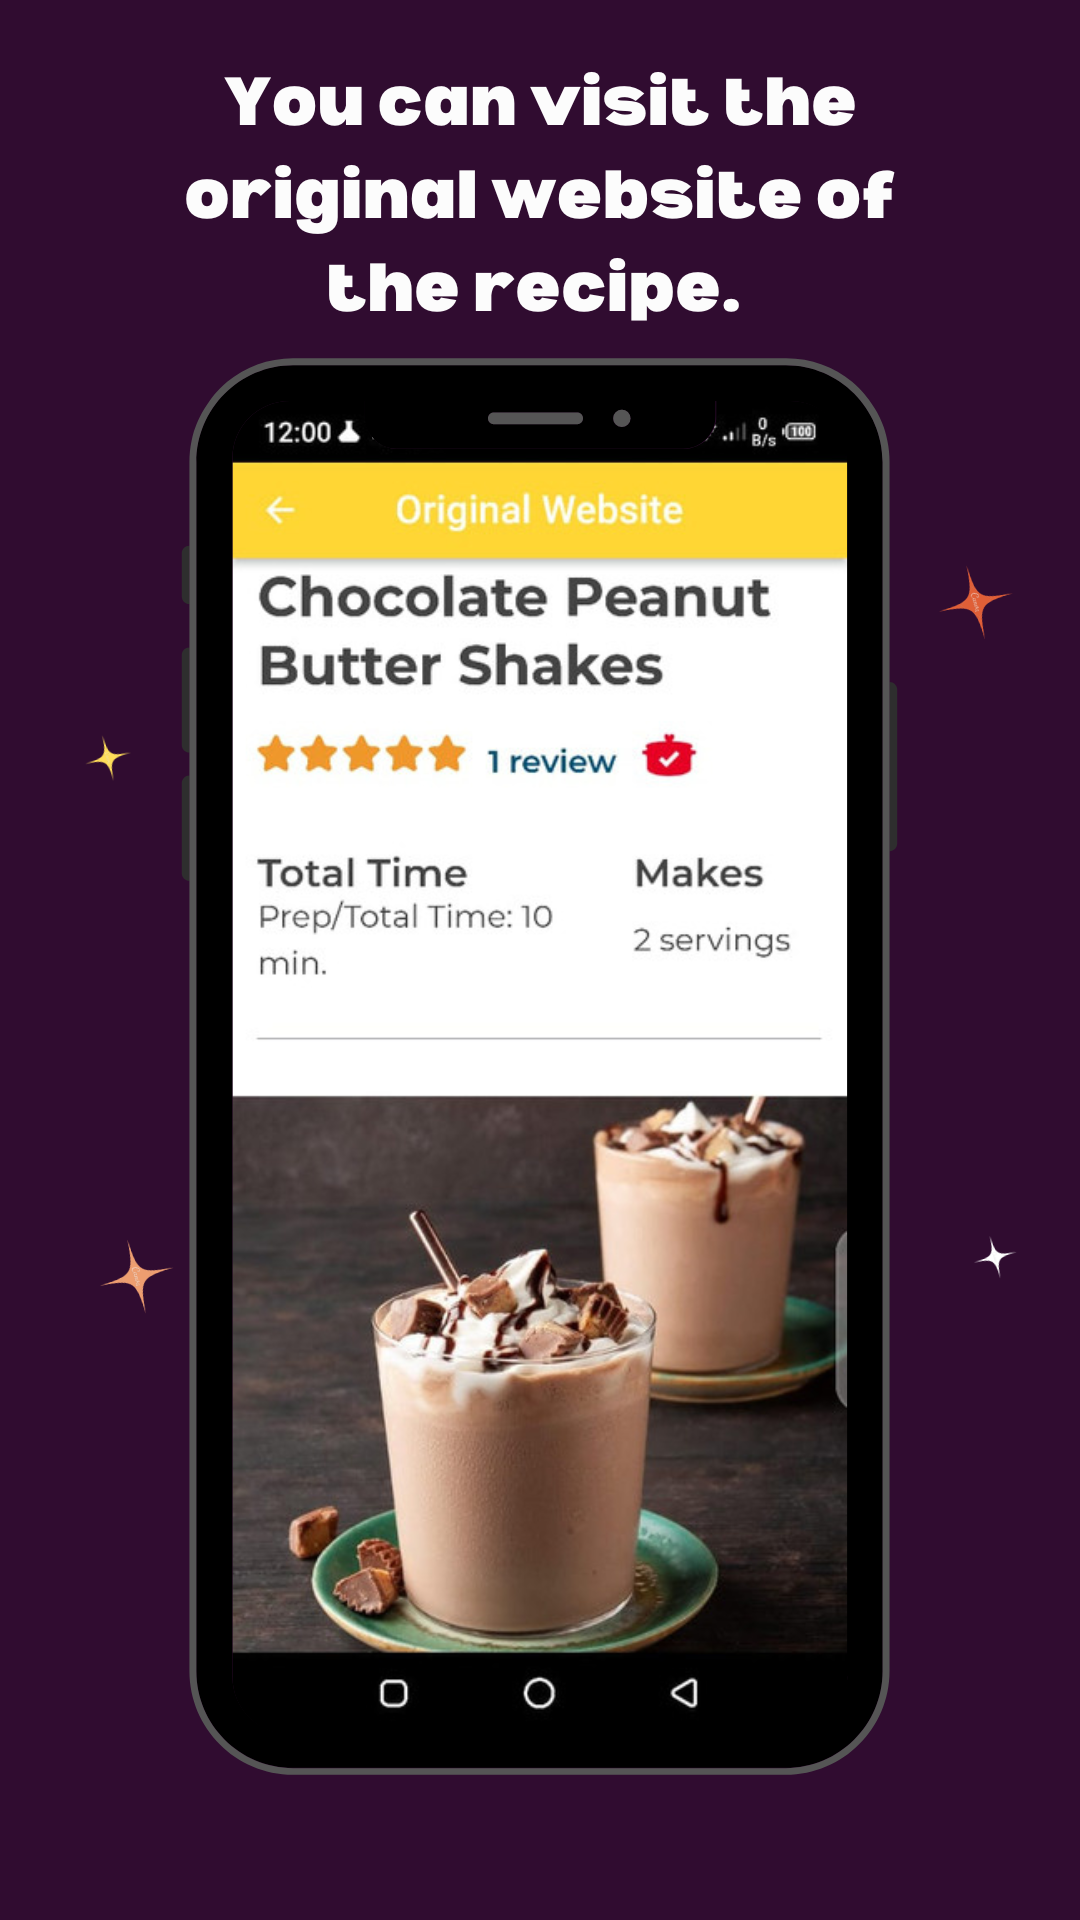 You can visit the
original website of
the recipe.
12:00
0
B/s
100
Original Website
Chocolate Peanut
Butter Shakes
1 review
Total Time
Makes
Prep/Total Time: 10
min.
2 servings